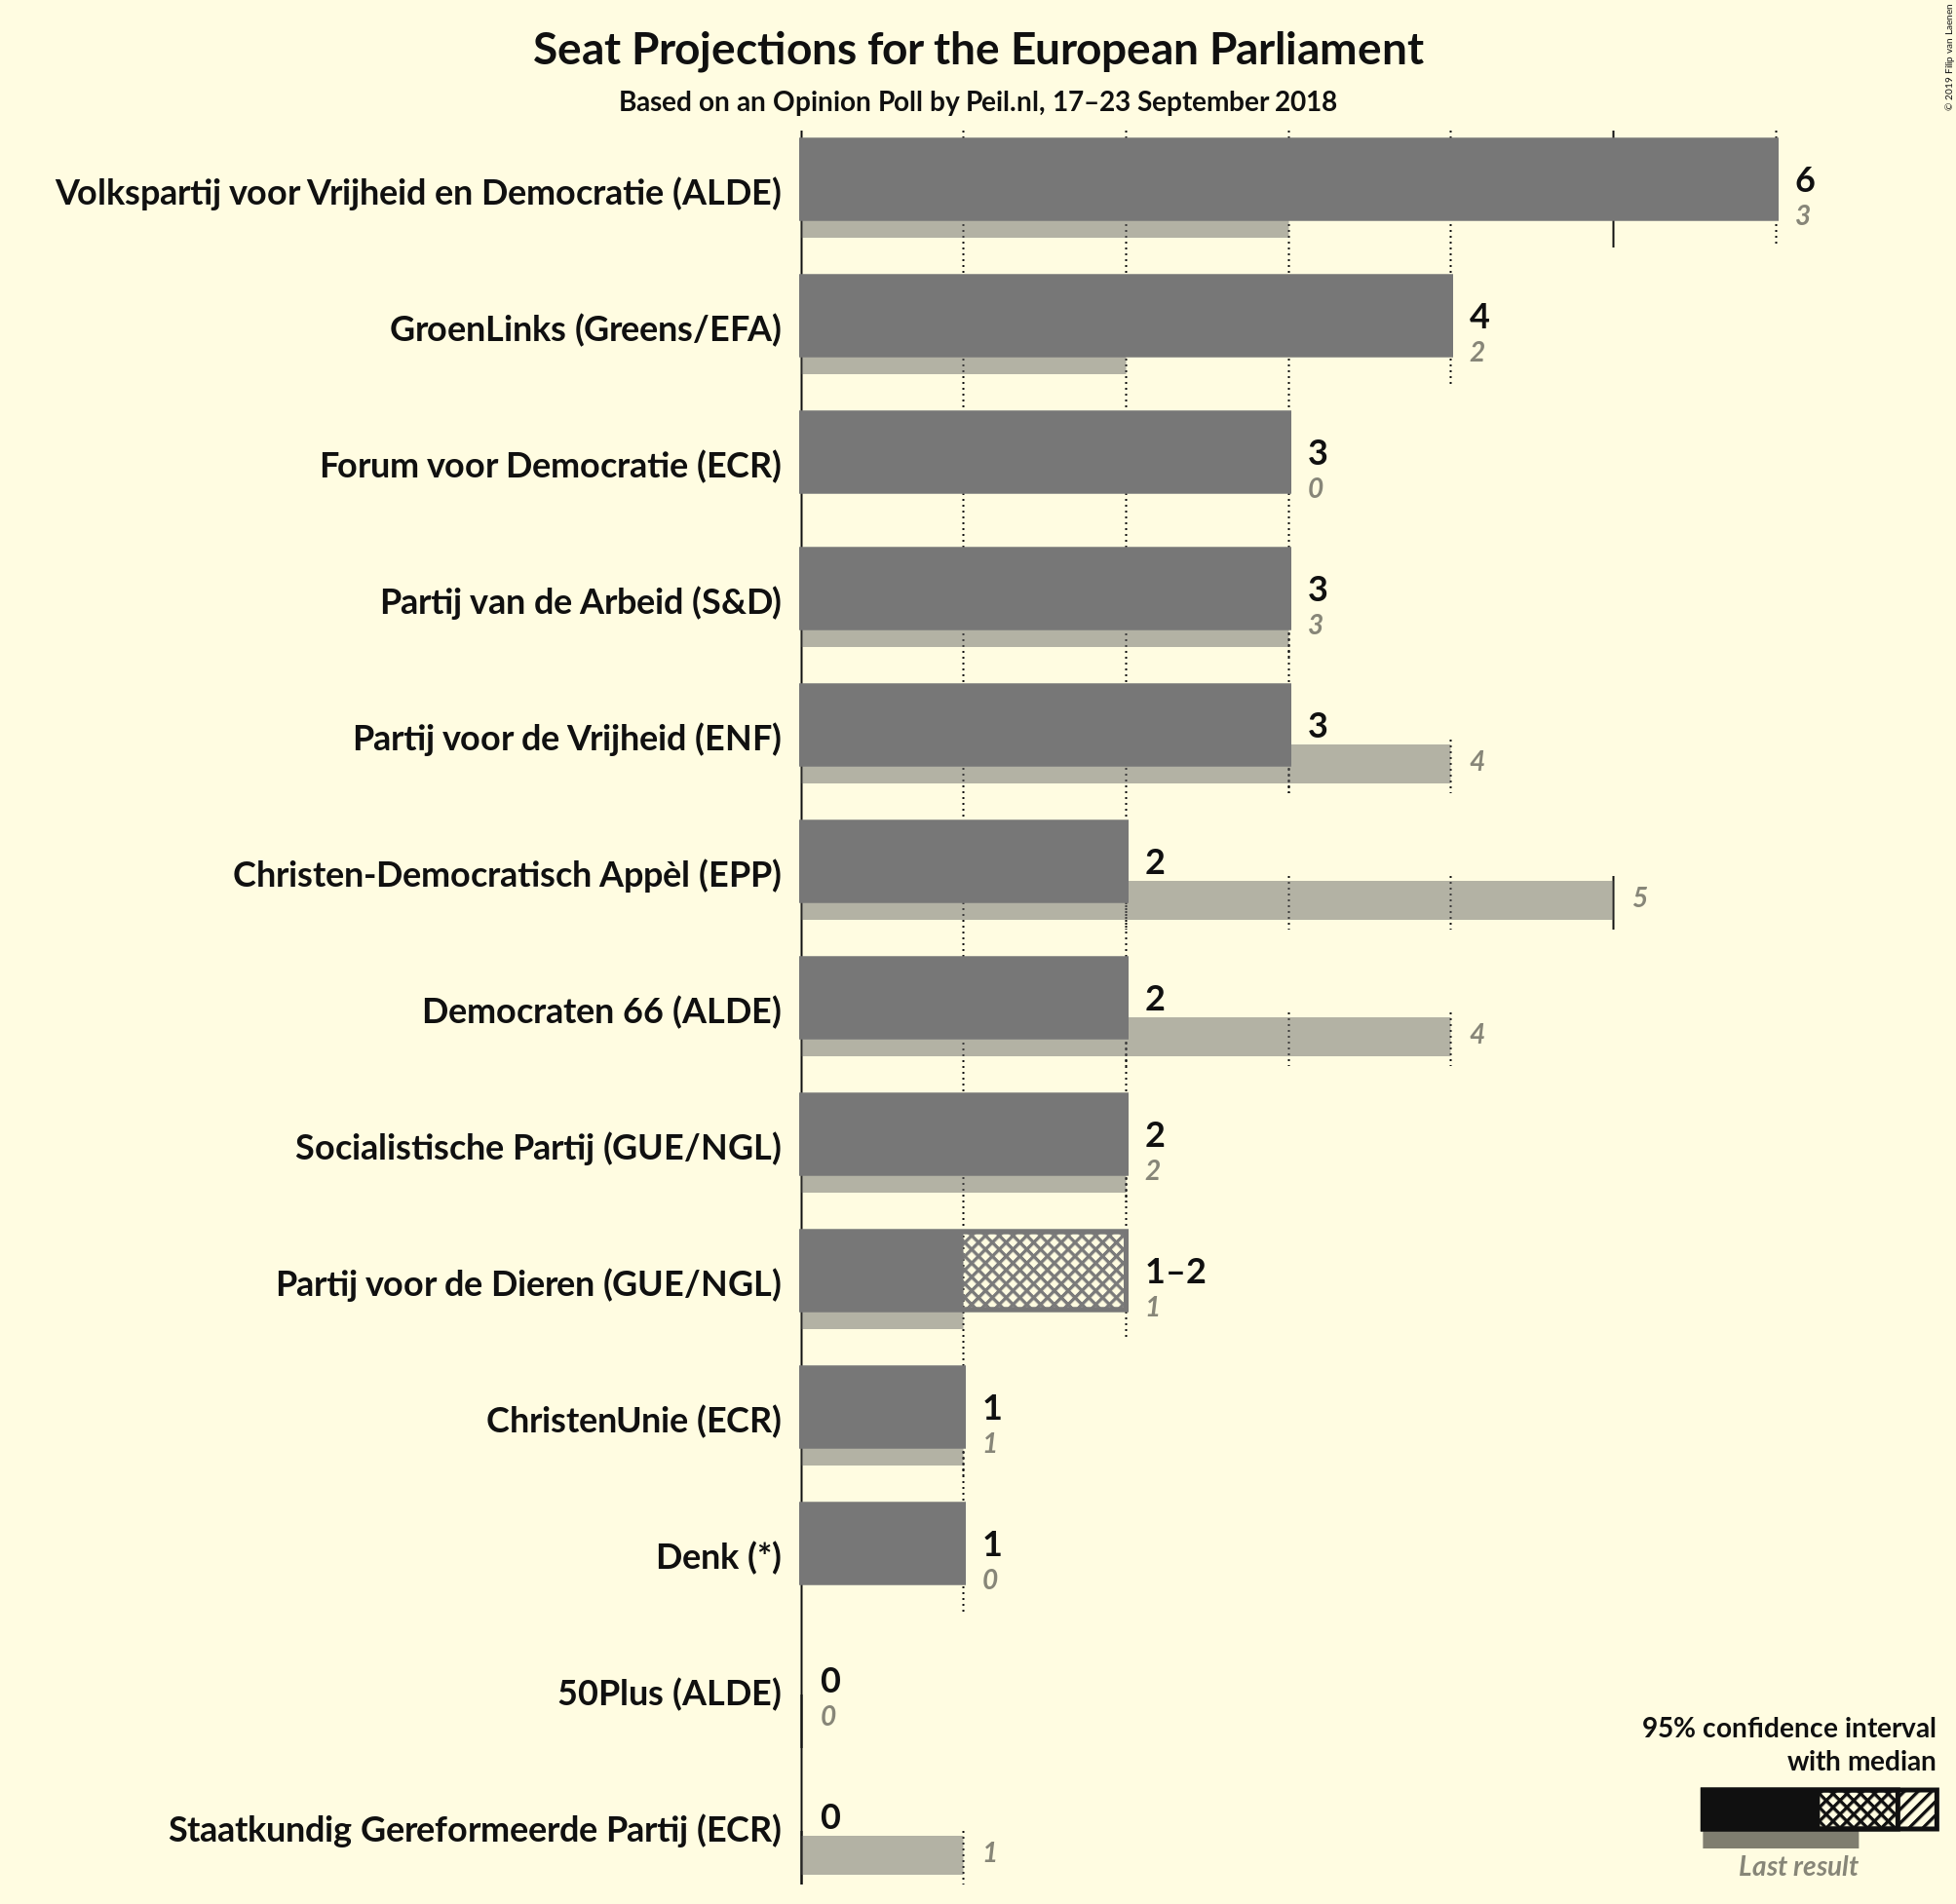 Seat Projections for the European Parliament
Based on an Opinion Poll by Peil.nl, 17–23 September 2018
© 2019 Filip van Laenen
Volkspartij voor Vrijheid en Democratie (ALDE)
6
3
GroenLinks (Greens/EFA)
4
2
Forum voor Democratie (ECR)
3
0
Partij van de Arbeid (S&D)
3
3
Partij voor de Vrijheid (ENF)
3
4
Christen-Democratisch Appèl (EPP)
2
5
Democraten 66 (ALDE)
2
4
Socialistische Partij (GUE/NGL)
2
2
Partij voor de Dieren (GUE/NGL)
1–2
1
ChristenUnie (ECR)
1
1
Denk (*)
1
0
50Plus (ALDE)
0
0
Staatkundig Gereformeerde Partij (ECR)
0
1
95% confidence interval
with median
Last result